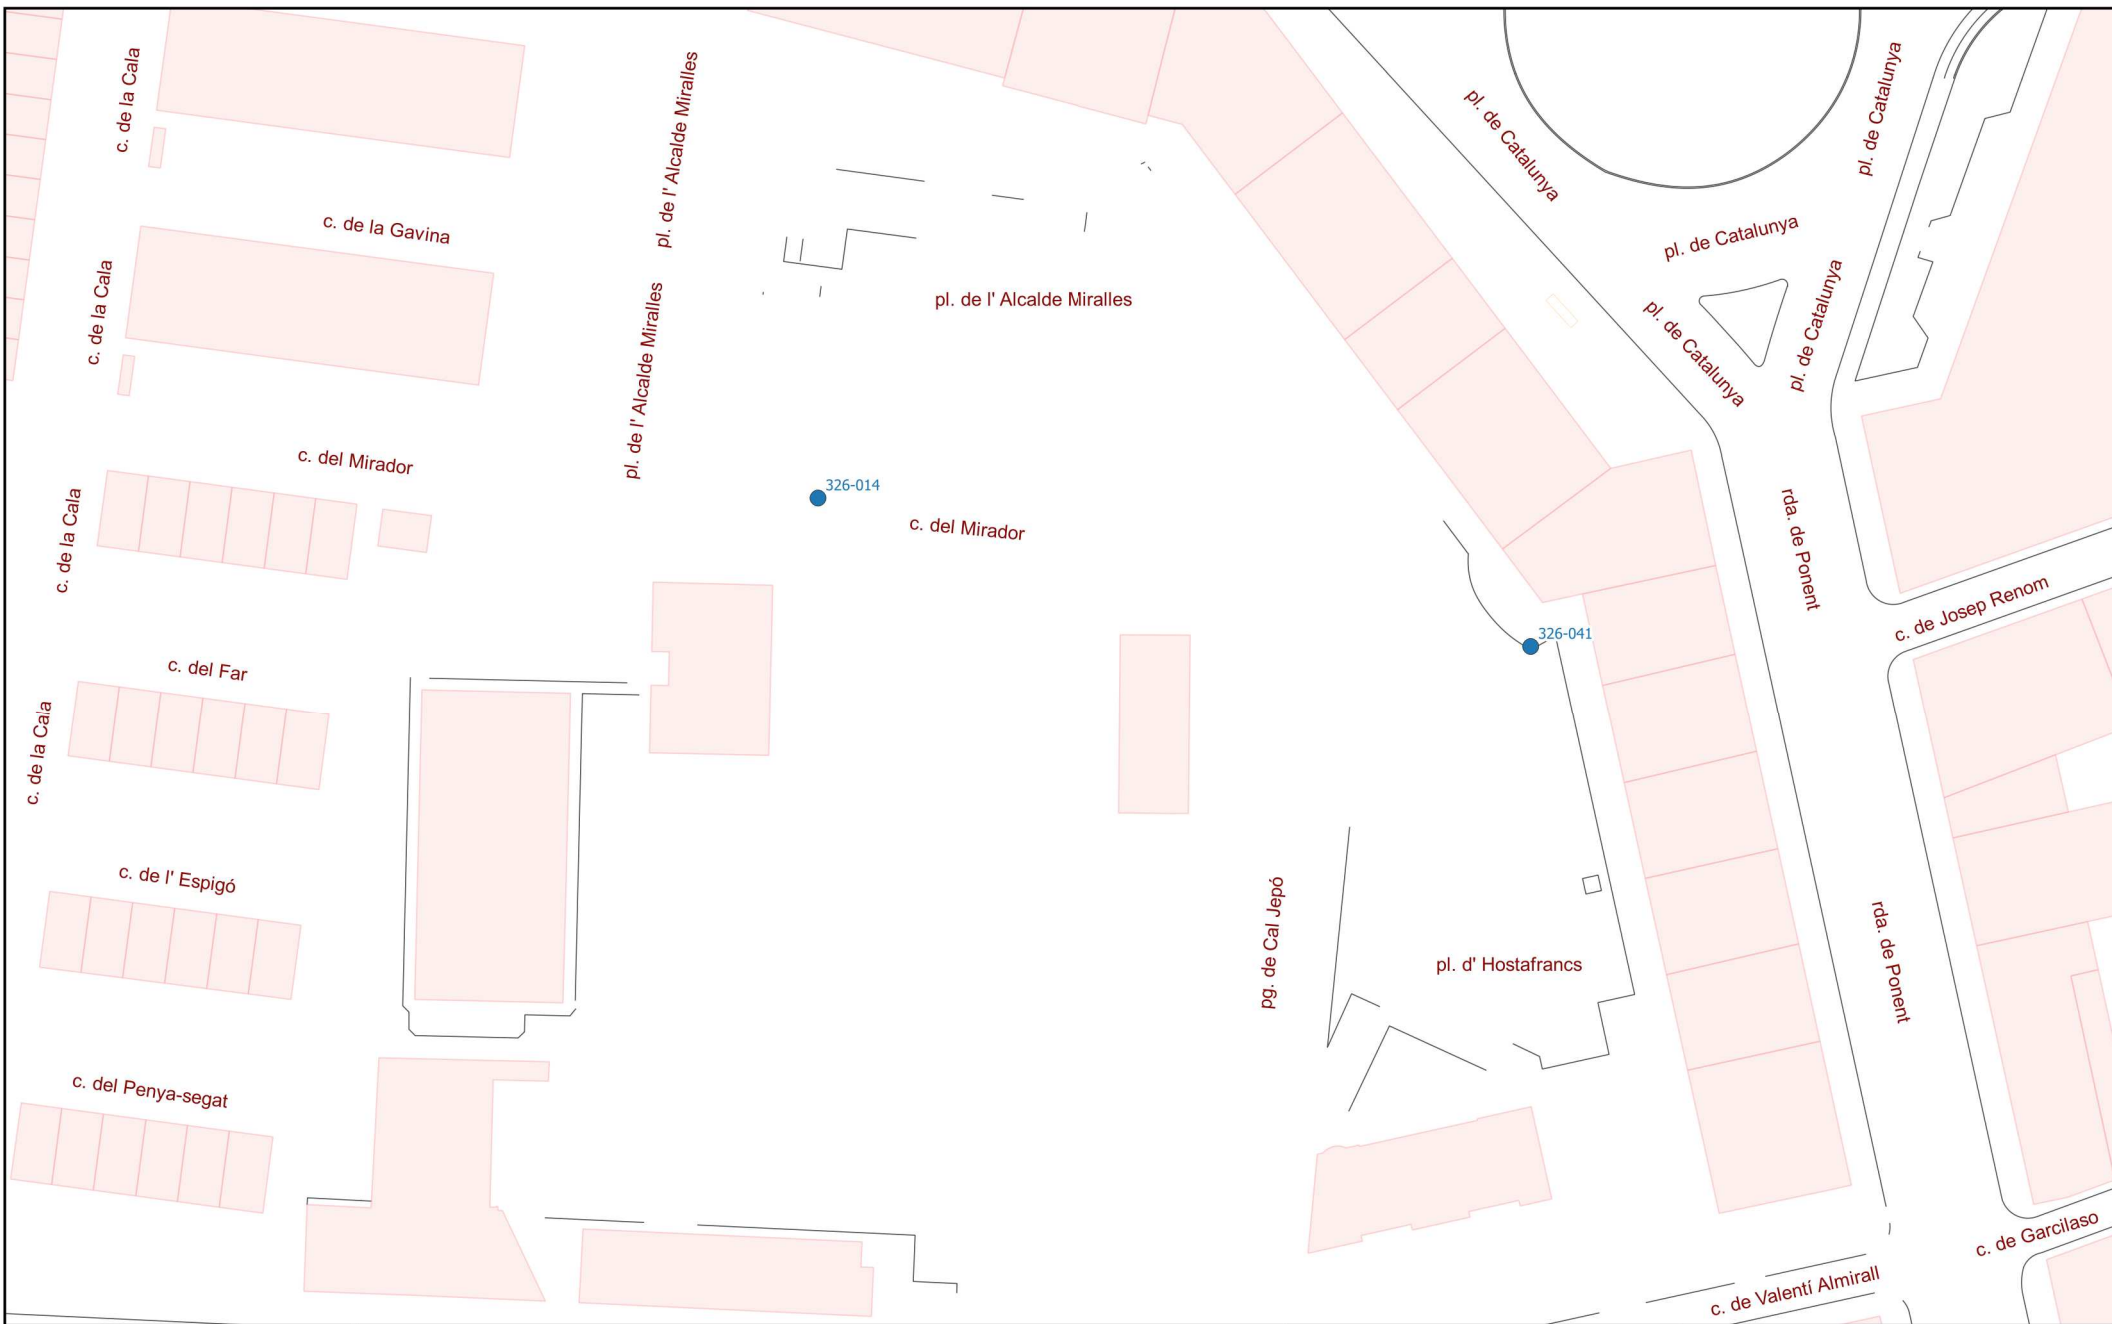 c. de la Cala
pl. de l' Alcalde Miralles
pl. de Catalunya
pl. de Catalunya
c. de la Gavina
pl. de Catalunya
c. de la Cala
pl. de l' Alcalde Miralles
pl. de l' Alcalde Miralles
pl. de Catalunya
pl. de Catalunya
c. del Mirador
326-014
c. de la Cala
c. del Mirador
rda. de Ponent
326-041
c. de Josep Renom
c. del Far
c. de la Cala
c. de l' Espigó
pg. de Cal Jepó
pl. d' Hostafrancs
rda. de Ponent
c. del Penya-segat
c. de Garcilaso
c. de Valentí Almirall